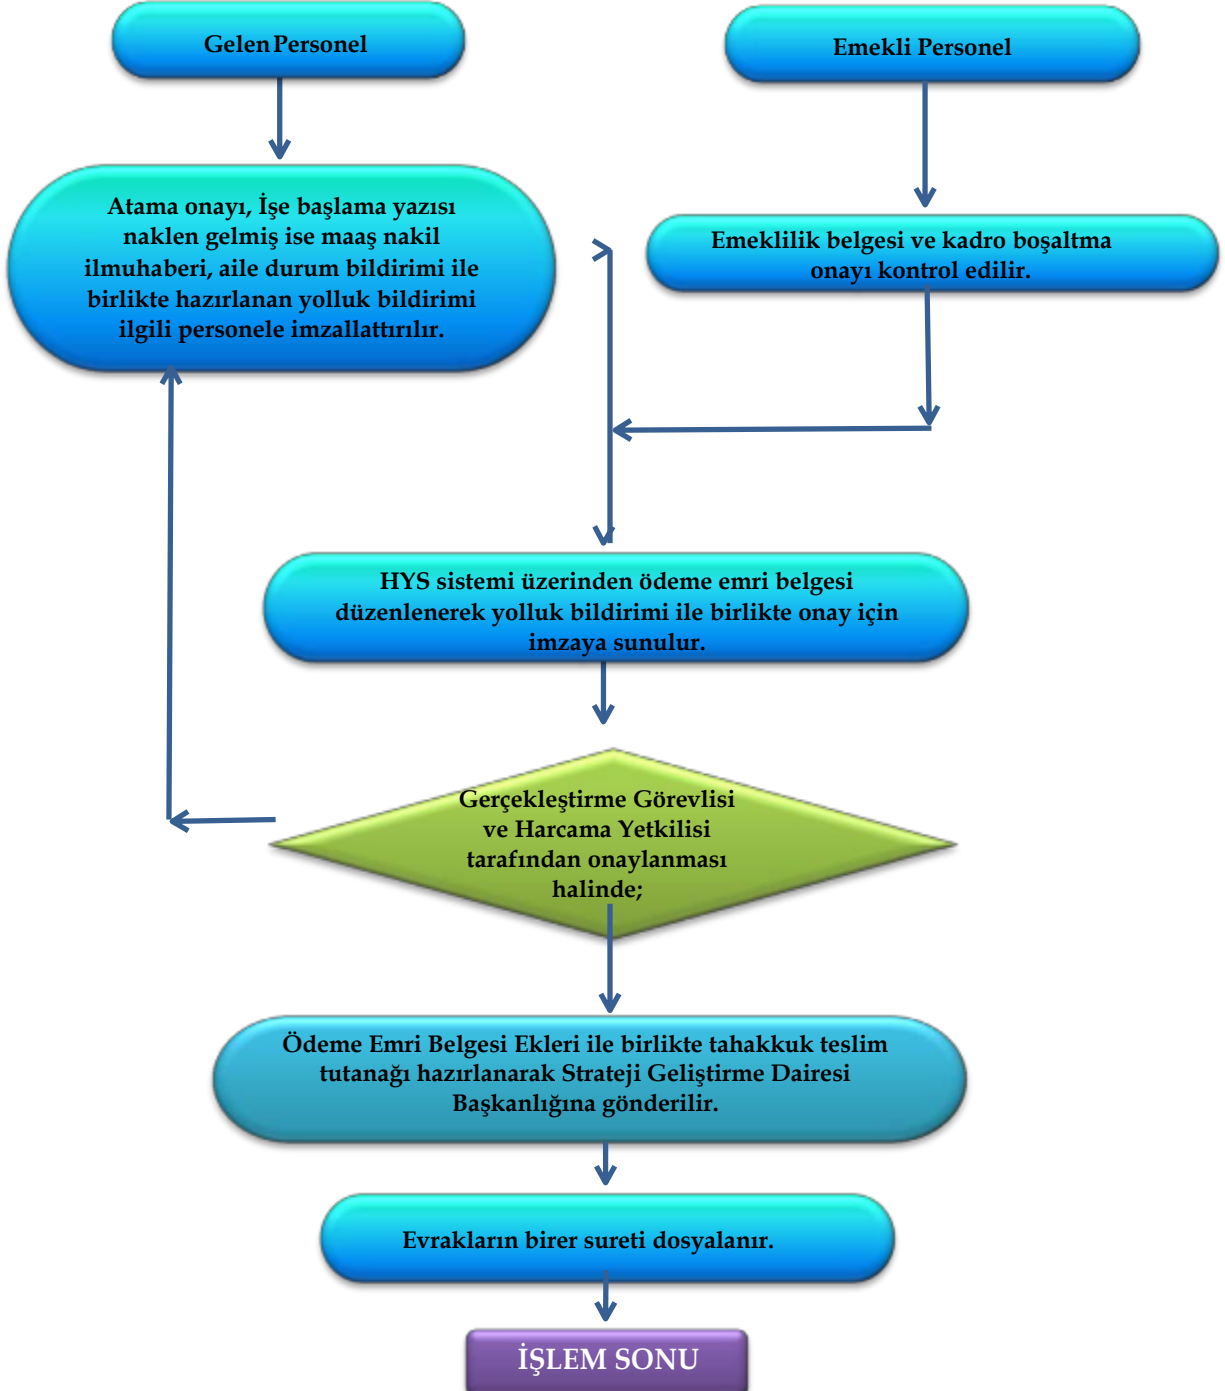 Gelen Personel
Emekli Personel
Atama onayı, İşe başlama yazısı
naklen gelmiş ise maaş nakil
ilmuhaberi, aile durum bildirimi ile
birlikte hazırlanan yolluk bildirimi
ilgili personele imzallattırılır.
Emeklilik belgesi ve kadro boşaltma
onayı kontrol edilir.
HYS sistemi üzerinden ödeme emri belgesi
düzenlenerek yolluk bildirimi ile birlikte onay için
imzaya sunulur.
Gerçekleştirme Görevlisi
ve Harcama Yetkilisi
tarafından onaylanması
halinde;
Ödeme Emri Belgesi Ekleri ile birlikte tahakkuk teslim
tutanağı hazırlanarak Strateji Geliştirme Dairesi
Başkanlığına gönderilir.
Evrakların birer sureti dosyalanır.
İŞLEM SONU